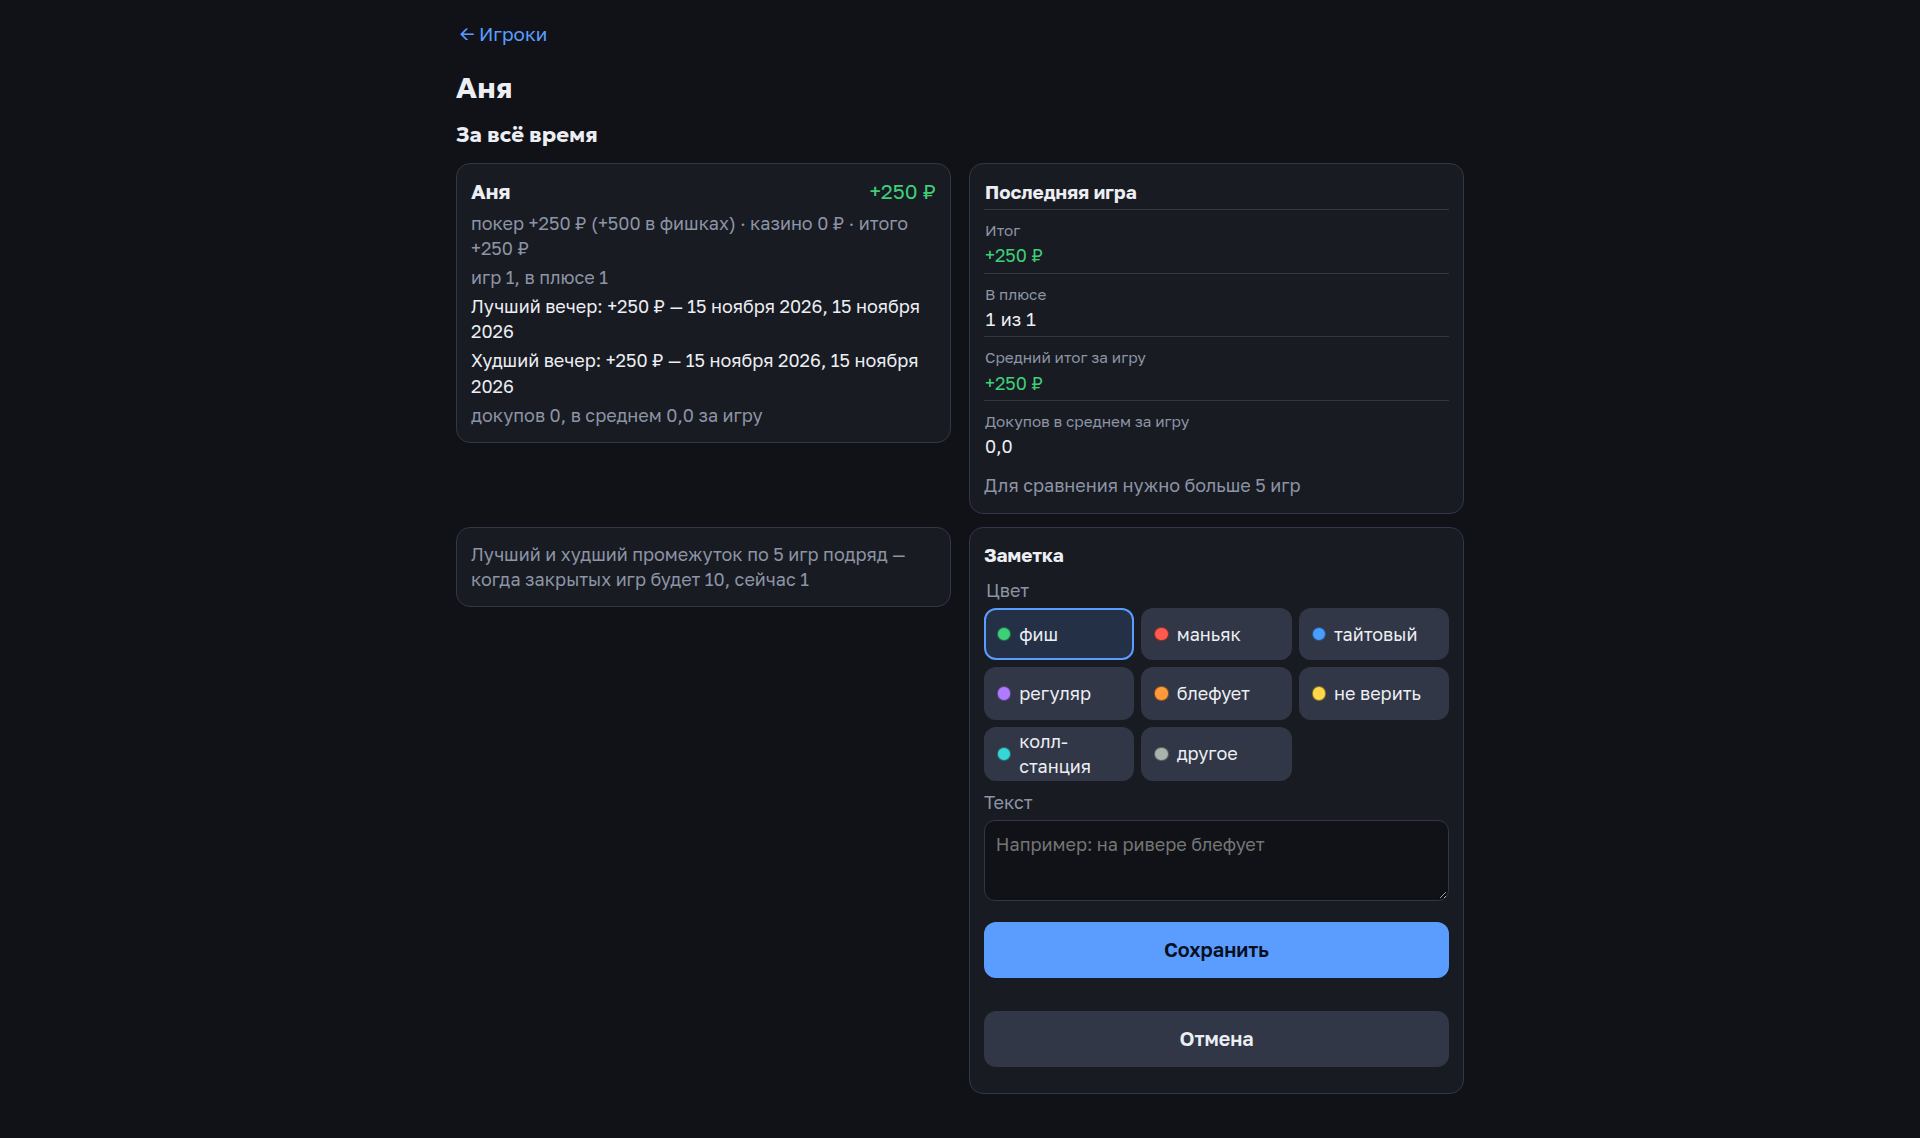 ← Игроки
Аня
За всё время
Аня +250 ₽
покер +250 ₽ (+500 в фишках) · казино 0 ₽ · итого
+250 ₽
игр 1, в плюсе 1
Лучший вечер: +250 ₽ — 15 ноября 2026, 15 ноября
2026
Худший вечер: +250 ₽ — 15 ноября 2026, 15 ноября
2026
докупов 0, в среднем 0,0 за игру
Последняя игра
Итог
+250 ₽
В плюсе
1 из 1
Средний итог за игру
+250 ₽
Докупов в среднем за игру
0,0
Для сравнения нужно больше 5 игр
Лучший и худший промежуток по 5 игр подряд —
когда закрытых игр будет 10, сейчас 1
Заметка
Цвет
фиш маньяк тайтовый
регуляр блефует не верить
колл-
станция
другое
Текст
Например: на ривере блефует
Сохранить
Отмена